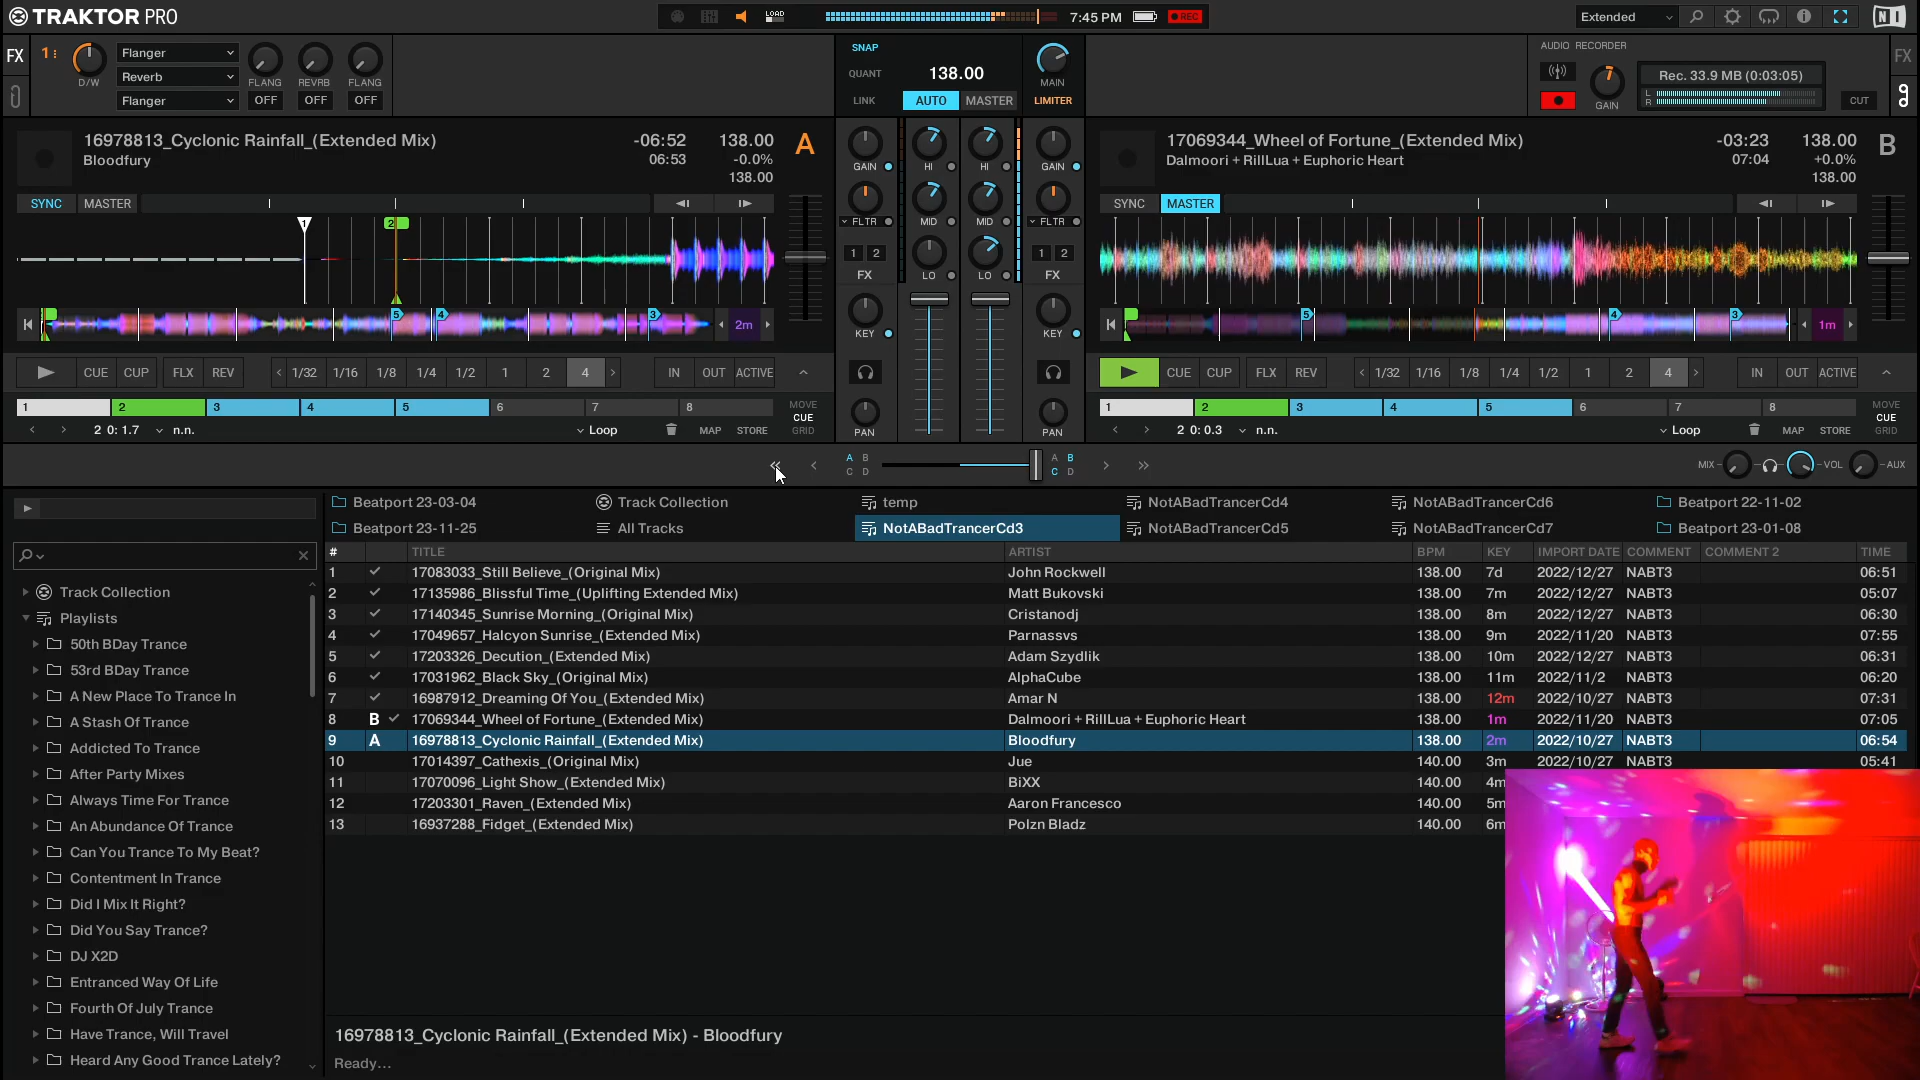 TRAKTOR PRO
LOAD
7:45 PM
REC
Extended
FX
1
D/W
Flanger
Reverb
Flanger
FLANG
REVRB
FLANG
OFF
OFF
OFF
SNAP
QUANT
LINK
138.00
AUTO
MASTER
MAIN
LIMITER
AUDIO RECORDER
GAIN
Rec. 33.9 MB (0:03:05)
L
R
CUT
FX
16978813_Cyclonic Rainfall_(Extended Mix)
Bloodfury
-06:52
06:53
138.00
-0.0%
138.00
A
SYNC
MASTER
1
2
5
4
3
2m
CUE
CUP
FLX
REV
1/32
1/16
1/8
1/4
1/2
1
2
4
IN
OUT
ACTIVE
1
2
3
4
5
6
7
8
MOVE
CUE
GRID
2 0: 1.7
n.n.
Loop
MAP
STORE
GAIN
HI
HI
GAIN
FLTR
MID
MID
FLTR
1 2
1 2
FX
LO
LO
FX
KEY
KEY
PAN
PAN
17069344_Wheel of Fortune_(Extended Mix)
Dalmoori + RillLua + Euphoric Heart
-03:23
07:04
138.00
+0.0%
138.00
B
SYNC
MASTER
5
4
3
1m
CUE
CUP
FLX
REV
1/32
1/16
1/8
1/4
1/2
1
2
4
IN
OUT
ACTIVE
1
2
3
4
5
6
7
8
MOVE
CUE
GRID
2 0: 0.3
n.n.
Loop
MAP
STORE
A B
C D
A B
C D
MIX
VOL
AUX
Beatport 23-03-04
Track Collection
temp
NotABadTrancerCd4
NotABadTrancerCd6
Beatport 22-11-02
Beatport 23-11-25
All Tracks
NotABadTrancerCd3
NotABadTrancerCd5
NotABadTrancerCd7
Beatport 23-01-08
Track Collection
Playlists
50th BDay Trance
53rd BDay Trance
A New Place To Trance In
A Stash Of Trance
Addicted To Trance
After Party Mixes
Always Time For Trance
An Abundance Of Trance
Can You Trance To My Beat?
Contentment In Trance
Did I Mix It Right?
Did You Say Trance?
DJ X2D
Entranced Way Of Life
Fourth Of July Trance
Have Trance, Will Travel
Heard Any Good Trance Lately?
# TITLE ARTIST BPM KEY IMPORT DATE COMMENT COMMENT 2 TIME
1 17083033_Still Believe_(Original Mix) John Rockwell 138.00 7d 2022/12/27 NABT3 06:51
2 17135986_Blissful Time_(Uplifting Extended Mix) Matt Bukovski 138.00 7m 2022/12/27 NABT3 05:07
3 17140345_Sunrise Morning_(Original Mix) Cristanodj 138.00 8m 2022/12/27 NABT3 06:30
4 17049657_Halcyon Sunrise_(Extended Mix) Parnassvs 138.00 9m 2022/11/20 NABT3 07:55
5 17203326_Decution_(Extended Mix) Adam Szydlik 138.00 10m 2022/12/27 NABT3 06:31
6 17031962_Black Sky_(Original Mix) AlphaCube 138.00 11m 2022/11/2 NABT3 06:20
7 16987912_Dreaming Of You_(Extended Mix) Amar N 138.00 12m 2022/10/27 NABT3 07:31
8 B 17069344_Wheel of Fortune_(Extended Mix) Dalmoori + RillLua + Euphoric Heart 138.00 1m 2022/11/20 NABT3 07:05
9 A 16978813_Cyclonic Rainfall_(Extended Mix) Bloodfury 138.00 2m 2022/10/27 NABT3 06:54
10 17014397_Cathexis_(Original Mix) Jue 140.00 3m 2022/10/27 NABT3 05:41
11 17070096_Light Show_(Extended Mix) BiXX 140.00 4m
12 17203301_Raven_(Extended Mix) Aaron Francesco 140.00 5m
13 16937288_Fidget_(Extended Mix) Polzn Bladz 140.00 6m
16978813_Cyclonic Rainfall_(Extended Mix) - Bloodfury
Ready...